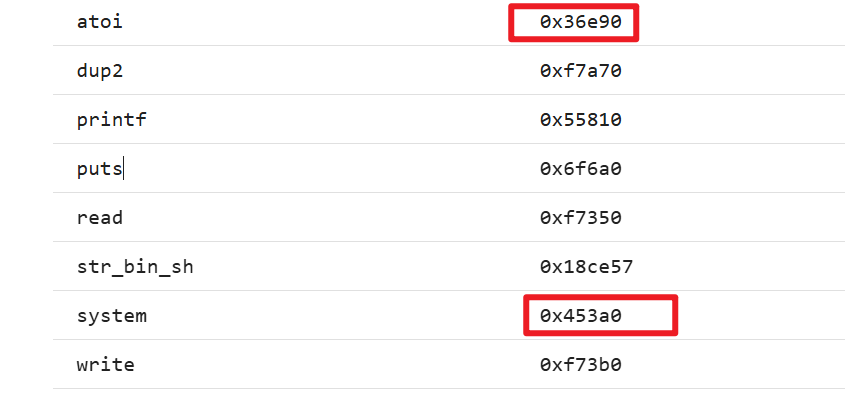 atoi 0x36e90
dup2 0xf7a70
printf 0x55810
puts 0x6f6a0
read 0xf7350
str_bin_sh 0x18ce57
system 0x453a0
write 0xf73b0